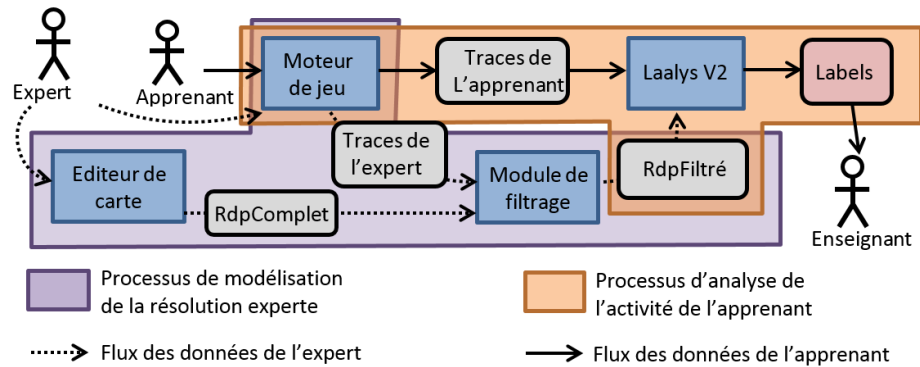 Expert
Apprenant
Moteur
de jeu
Traces de
L'apprenant
Laalys V2
Labels
Traces de
l'expert
Editeur de
carte
RdpComplet
Module de
filtrage
RdpFiltré
Enseignant
Processus de modélisation
de la résolution experte
Processus d'analyse de
l'activité de l'apprenant
Flux des données de l'expert
Flux des données de l'apprenant